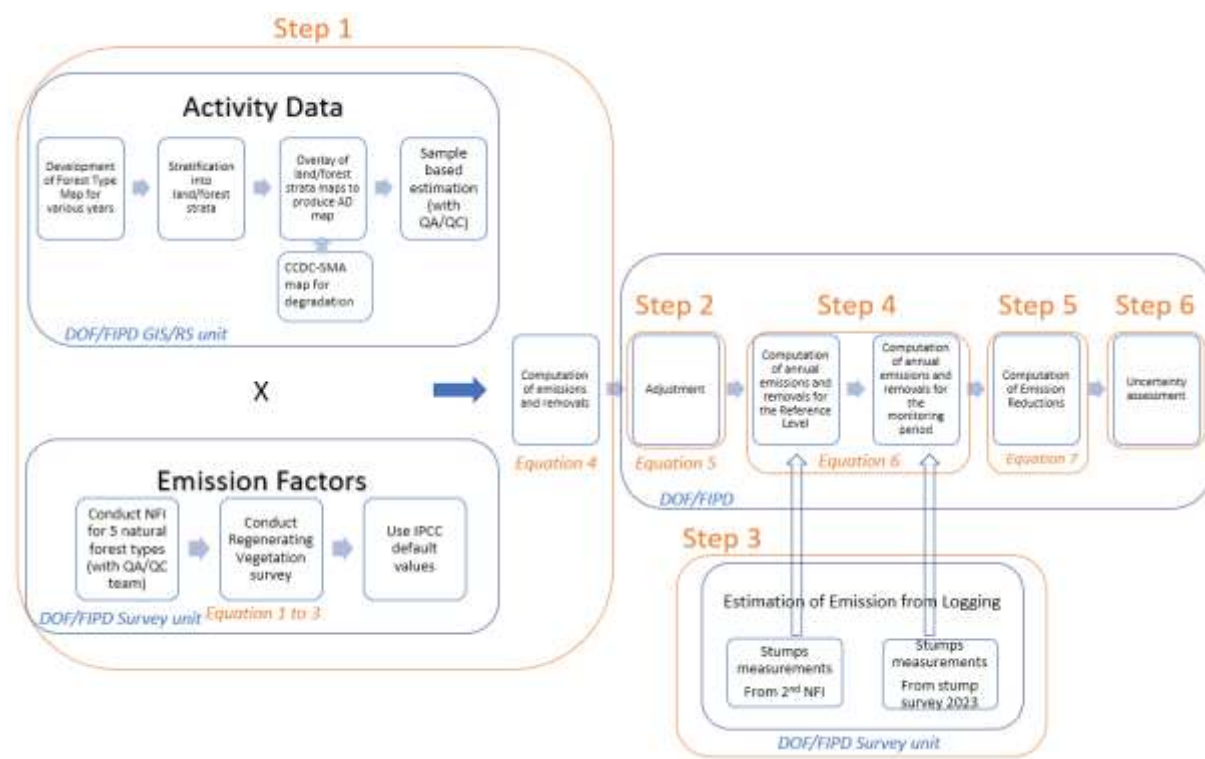 Step 1
Activity Data
Development
of Forest Type
Map for
various years
Stratification
into
land/forest
strata
Overlay of
land/forest
strata maps to
produce AD
map
Sample
based
estimation
(with
QA/QC)
CCDC-SMA
map for
degradation
DOF/FIPD GIS/RS unit
X
Computation
of emissions
and removals
Equation 4
Emission Factors
Conduct NFI
for 5 natural
forest types
(with QA/QC
team)
Conduct
Regenerating
Vegetation
survey
Use IPCC
default
values
DOF/FIPD Survey unit
Equation 1 to 3
Step 2
Adjustment
Equation 5
Step 4
Computation
of annual
emissions and
removals for
the Reference
Level
Computation
of annual
emissions and
removals for
the
monitoring
period
Equation 6
Step 5
Computation
of Emission
Reductions
Equation 7
Step 6
Uncertainty
assessment
DOF/FIPD
Step 3
Estimation of Emission from Logging
Stumps
measurements
From 2nd NFI
Stumps
measurements
From stump
survey 2023
DOF/FIPD Survey unit